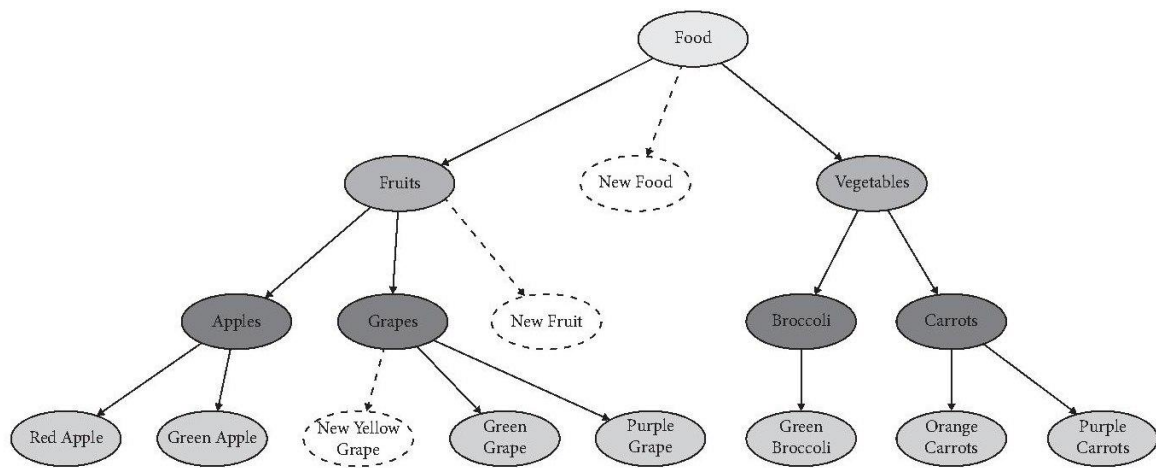 Food
Fruits
New Food
Vegetables
Apples
Grapes
New Fruit
Broccoli
Carrots
Red Apple
Green Apple
New Yellow
Grape
Green
Grape
Purple
Grape
Green
Broccoli
Orange
Carrots
Purple
Carrots